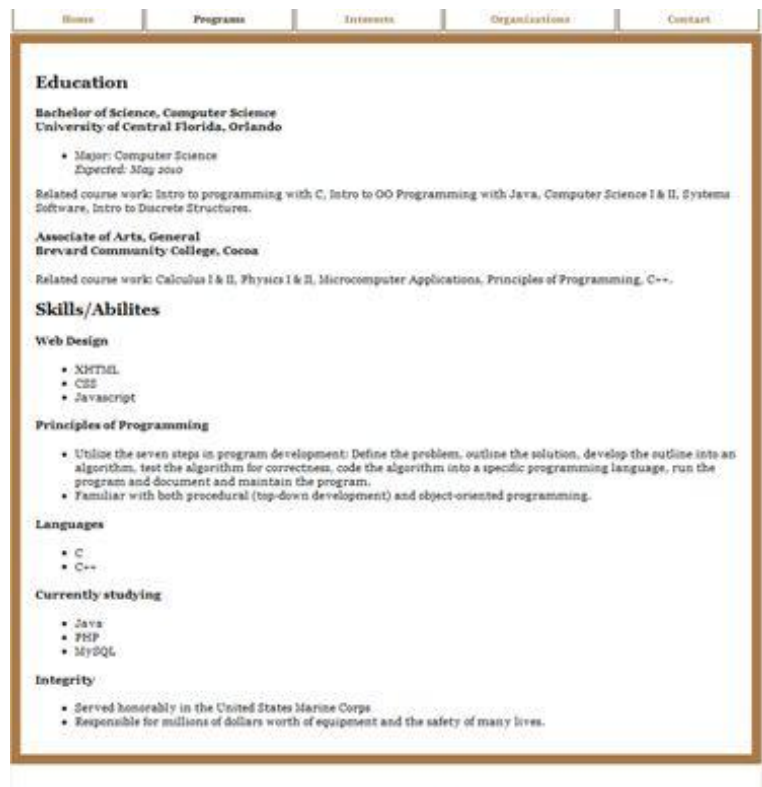 Home Programs Interests Organizations Contact
Education
Bachelor of Science, Computer Science
University of Central Florida, Orlando
Major: Computer Science
Expected: May 2010
Related course work: Intro to programming with C, Intro to OO Programming with Java, Computer Science I & II, Systems
Software, Intro to Discrete Structures.
Associate of Arts, General
Brevard Community College, Cocoa
Related course work: Calculus I & II, Physics I & II, Microcomputer Applications, Principles of Programming, C++.
Skills/Abilites
Web Design
XHTML
CSS
Javascript
Principles of Programming
Utilize the seven steps in program development: Define the problem, outline the solution, develop the outline into an
algorithm, test the algorithm for correctness, code the algorithm into a specific programming language, run the
program and document and maintain the program.
Familiar with both procedural (top-down development) and object-oriented programming.
Languages
C
C++
Currently studying
Java
PHP
MySQL
Integrity
Served honorably in the United States Marine Corps
Responsible for millions of dollars worth of equipment and the safety of many lives.